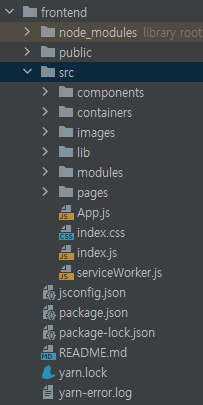 frontend
node_modules library root
public
src
components
containers
images
lib
modules
pages
App.js
index.css
index.js
serviceWorker.js
jsconfig.json
package.json
package-lock.json
README.md
yarn.lock
yarn-error.log